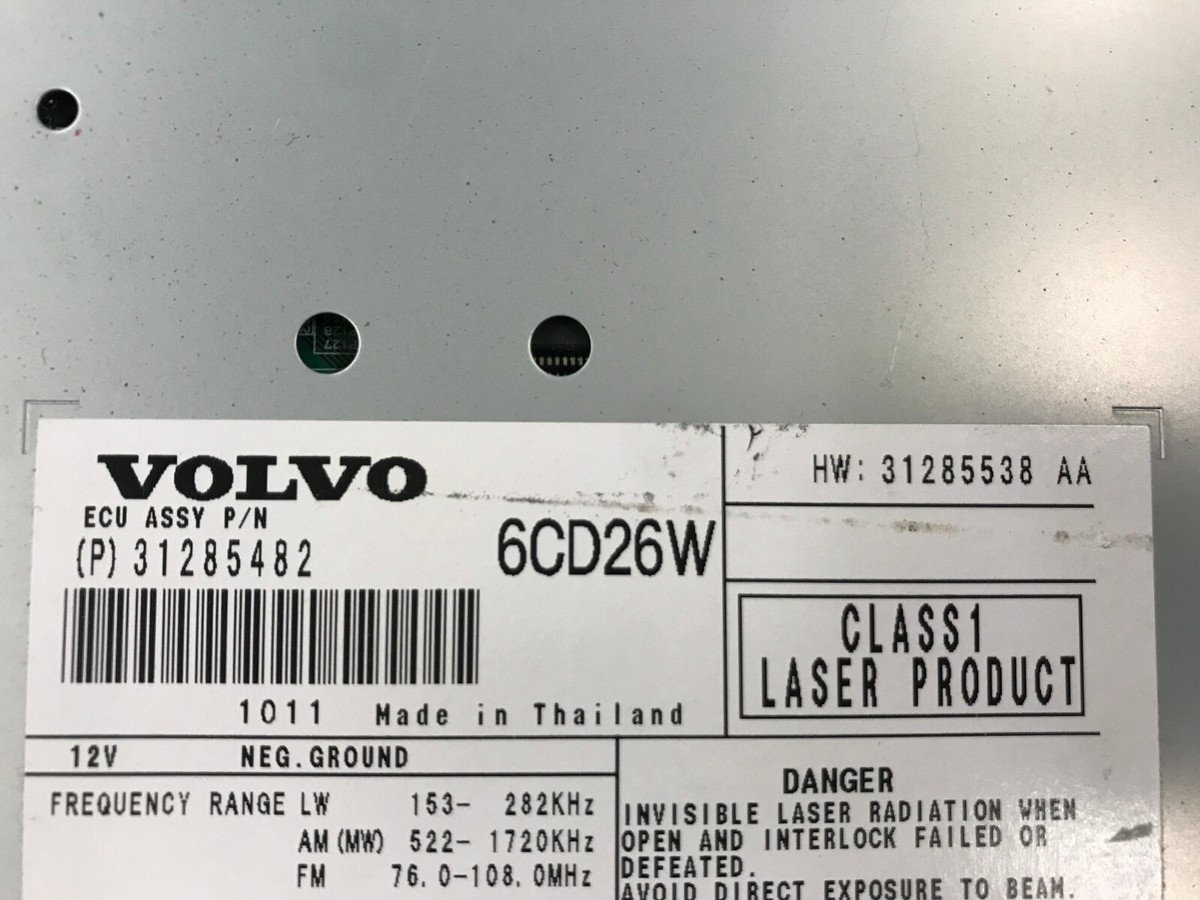 VOLVO
ECU ASSY P/N
(P) 31285482
6CD26W
1011 Made in Thailand
HW: 31285538 AA
CLASS1
LASER PRODUCT
12V NEG.GROUND
FREQUENCY RANGE LW 153- 282KHz
AM (MW) 522- 1720KHz
FM 76.0-108.0MHz
DANGER
INVISIBLE LASER RADIATION WHEN
OPEN AND INTERLOCK FAILED OR
DEFEATED.
AVOID DIRECT EXPOSURE TO BEAM.